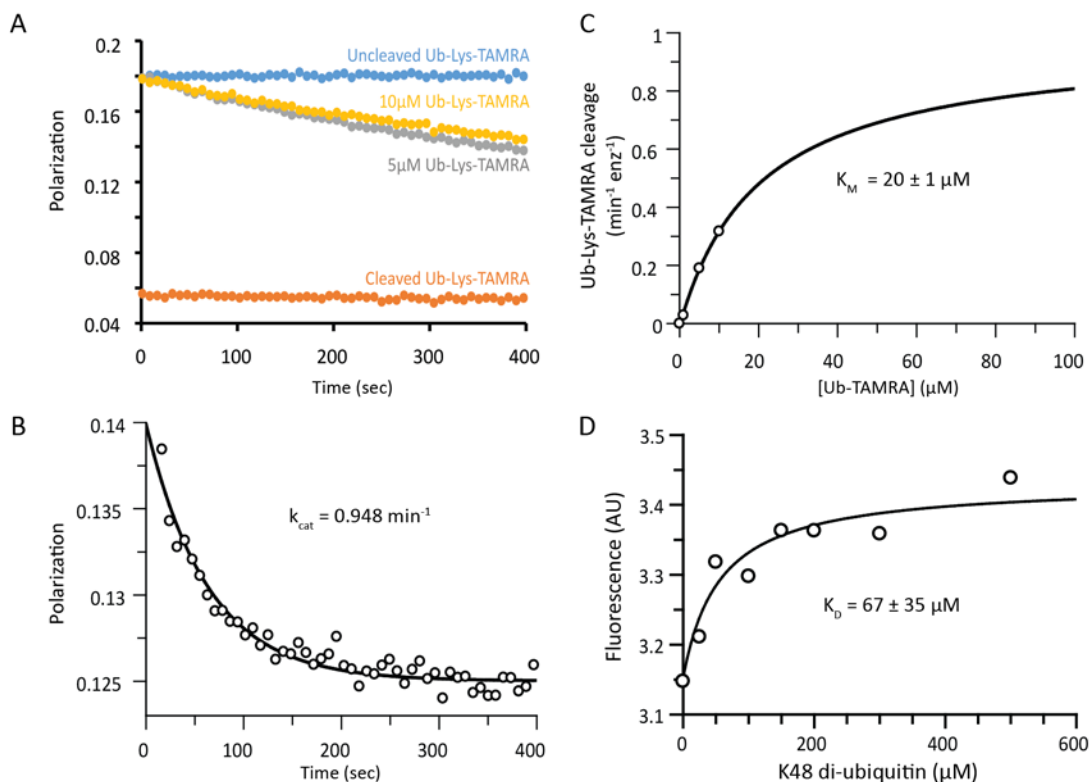 A
0.2
0.16
0.12
0.08
0.04
Polarization
Uncleaved Ub-Lys-TAMRA
10μM Ub-Lys-TAMRA
5μM Ub-Lys-TAMRA
Cleaved Ub-Lys-TAMRA
0 100 200 300 400
Time (sec)
C
1
0.8
0.6
0.4
0.2
0
Ub-Lys-TAMRA cleavage
(min⁻¹ enz⁻¹)
K_M = 20 ± 1 μM
0 20 40 60 80 100
[Ub-TAMRA] (μM)
B
0.14
0.135
0.13
0.125
Polarization
k_cat = 0.948 min⁻¹
0 100 200 300 400
Time (sec)
D
3.5
3.4
3.3
3.2
3.1
Fluorescence (AU)
K_D = 67 ± 35 μM
0 200 400 600
K48 di-ubiquitin (μM)